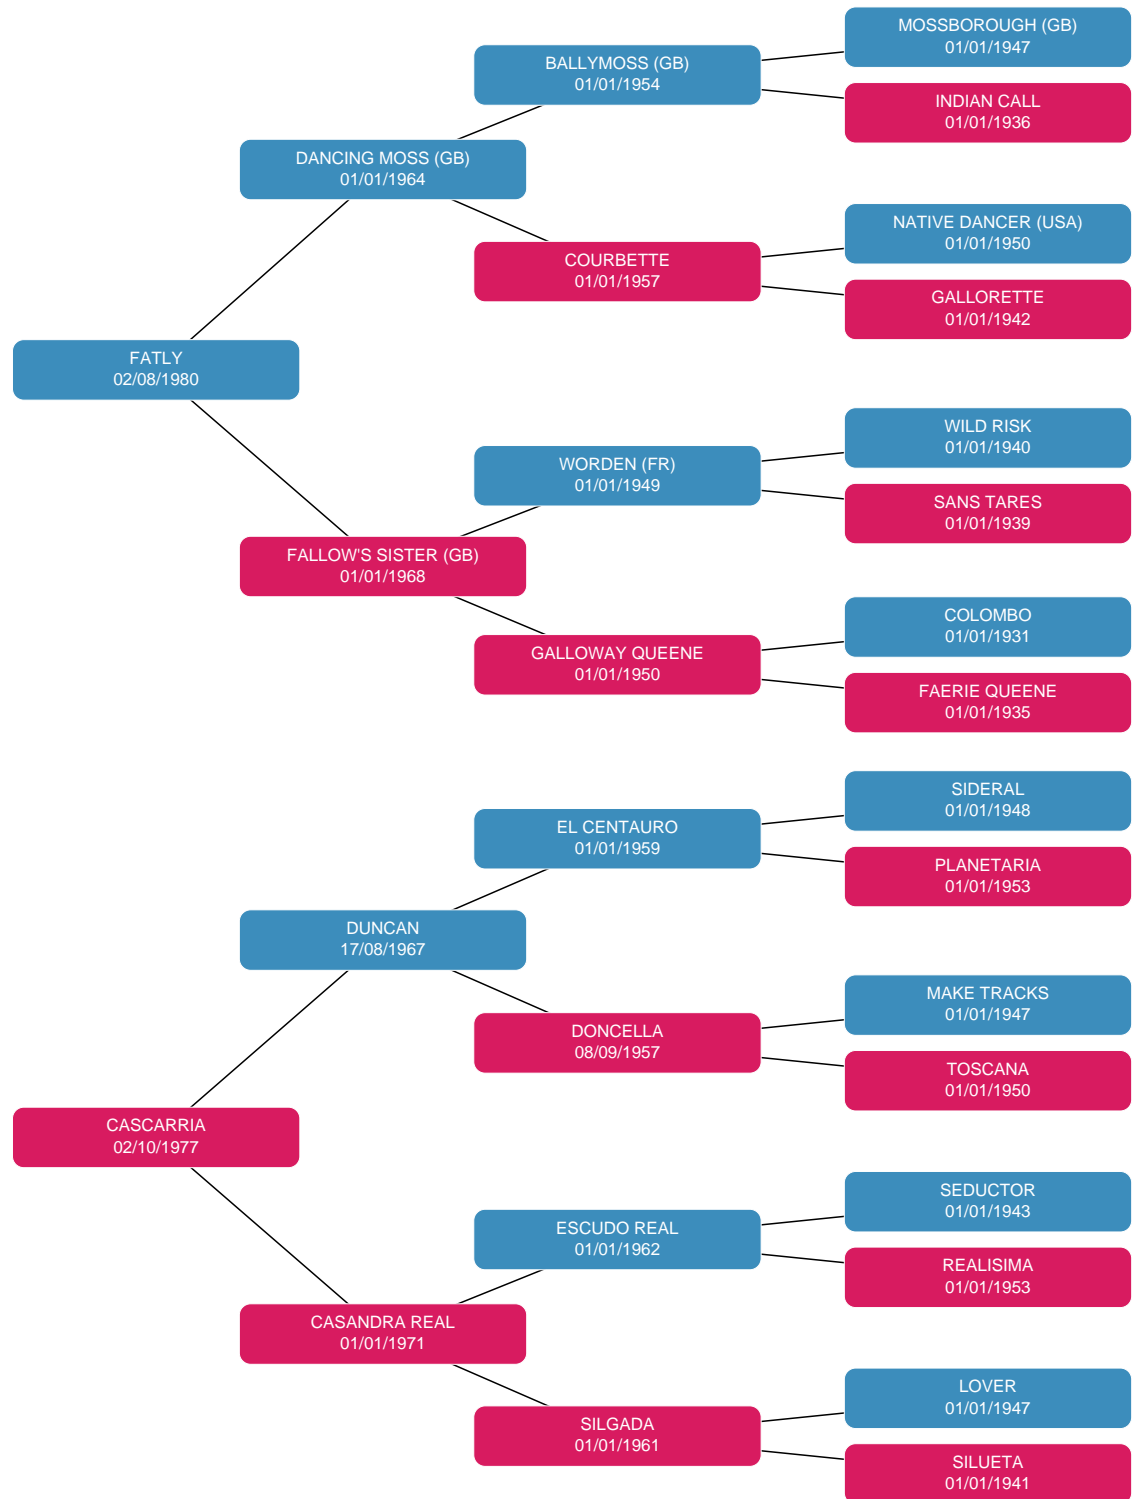 MOSSBOROUGH (GB)
01/01/1947
BALLYMOSS (GB)
01/01/1954
INDIAN CALL
01/01/1936
DANCING MOSS (GB)
01/01/1964
NATIVE DANCER (USA)
01/01/1950
COURBETTE
01/01/1957
GALLORETTE
01/01/1942
FATLY
02/08/1980
WILD RISK
01/01/1940
WORDEN (FR)
01/01/1949
SANS TARES
01/01/1939
FALLOW'S SISTER (GB)
01/01/1968
COLOMBO
01/01/1931
GALLOWAY QUEENE
01/01/1950
FAERIE QUEENE
01/01/1935
SIDERAL
01/01/1948
EL CENTAURO
01/01/1959
PLANETARIA
01/01/1953
DUNCAN
17/08/1967
MAKE TRACKS
01/01/1947
DONCELLA
08/09/1957
TOSCANA
01/01/1950
CASCARRIA
02/10/1977
SEDUCTOR
01/01/1943
ESCUDO REAL
01/01/1962
REALISIMA
01/01/1953
CASANDRA REAL
01/01/1971
LOVER
01/01/1947
SILGADA
01/01/1961
SILUETA
01/01/1941